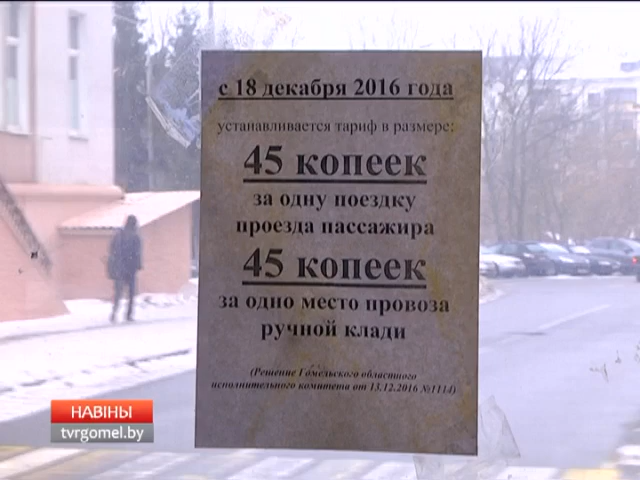 с 18 декабря 2016 года
устанавливается тариф в размере:
45 копеек
за одну поездку
проезда пассажира
45 копеек
за одно место провоза
ручной клади
(Решение Гомельского областного
исполнительного комитета от 13.12.2016 №1114)
НАВІНЫ
tvrgomel.by